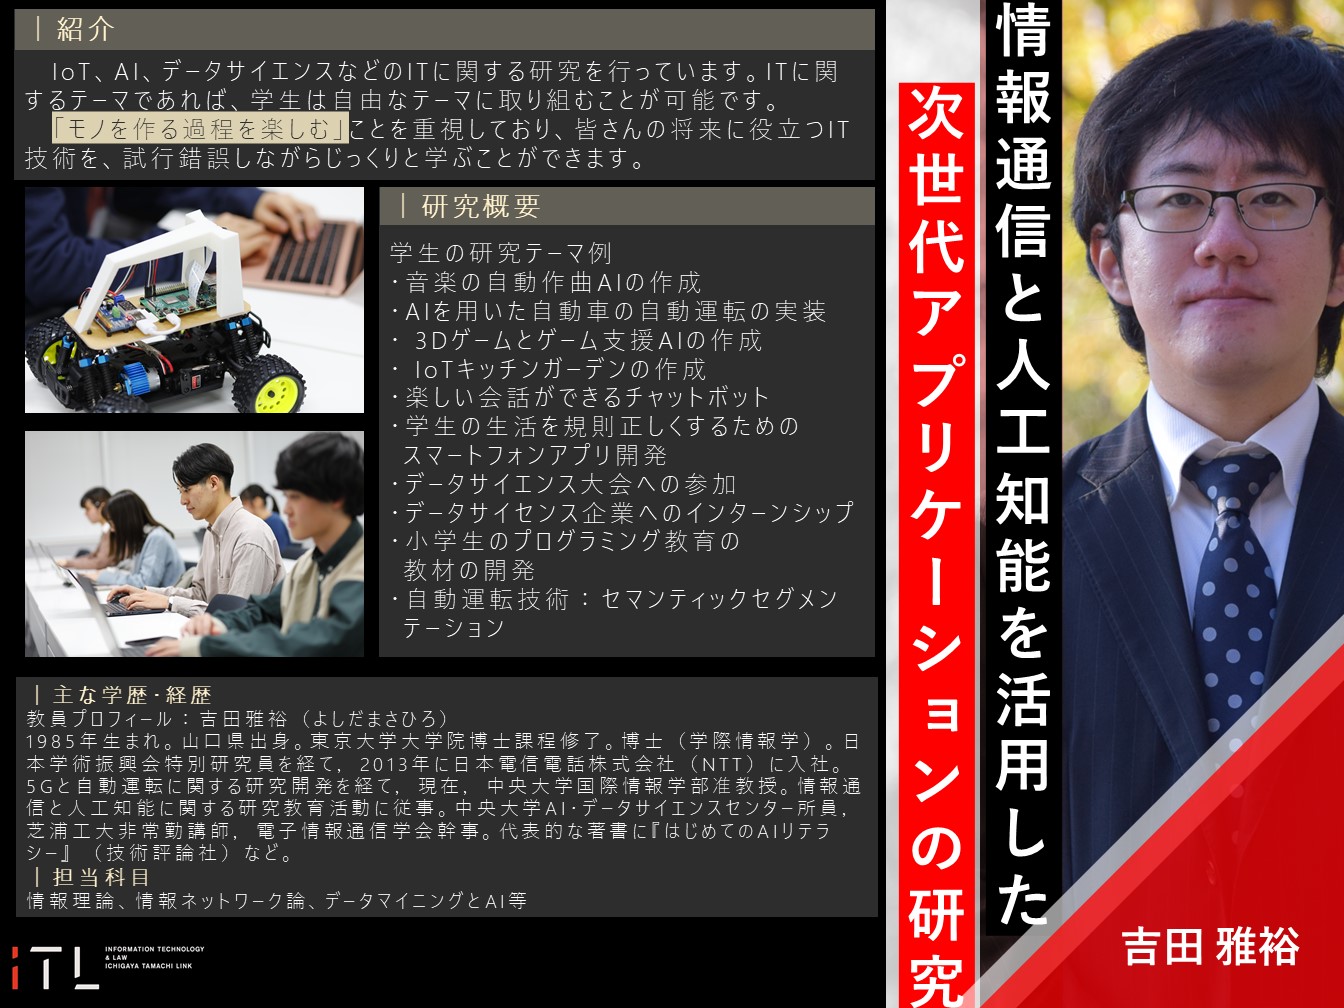 ｜紹介
IoT、AI、データサイエンスなどのITに関する研究を行っています。ITに関
するテーマであれば、学生は自由なテーマに取り組むことが可能です。
「モノを作る過程を楽しむ」ことを重視しており、皆さんの将来に役立つIT
技術を、試行錯誤しながらじっくりと学ぶことができます。
｜研究概要
学生の研究テーマ例
・音楽の自動作曲AIの作成
・AIを用いた自動車の自動運転の実装
・ 3Dゲームとゲーム支援AIの作成
・ IoTキッチンガーデンの作成
・楽しい会話ができるチャットボット
・学生の生活を規則正しくするための
スマートフォンアプリ開発
・データサイエンス大会への参加
・データサイセンス企業へのインターンシップ
・小学生のプログラミング教育の
教材の開発
・自動運転技術：セマンティックセグメン
テーション
｜主な学歴・経歴
教員プロフィール：吉田雅裕（よしだまさひろ）
1985年生まれ。山口県出身。東京大学大学院博士課程修了。博士（学際情報学）。日
本学術振興会特別研究員を経て，2013年に日本電信電話株式会社（NTT）に入社。
5Gと自動運転に関する研究開発を経て，現在，中央大学国際情報学部准教授。情報通
信と人工知能に関する研究教育活動に従事。中央大学AI・データサイエンスセンター所員，
芝浦工大非常勤講師，電子情報通信学会幹事。代表的な著書に『はじめてのAIリテラ
シー』（技術評論社）など。
｜担当科目
情報理論、情報ネットワーク論、データマイニングとAI等
iTL
INFORMATION TECHNOLOGY
& LAW
ICHIGAYA TAMACHI LINK
情報通信と人工知能を活用した
次世代アプリケーションの研究
吉田 雅裕